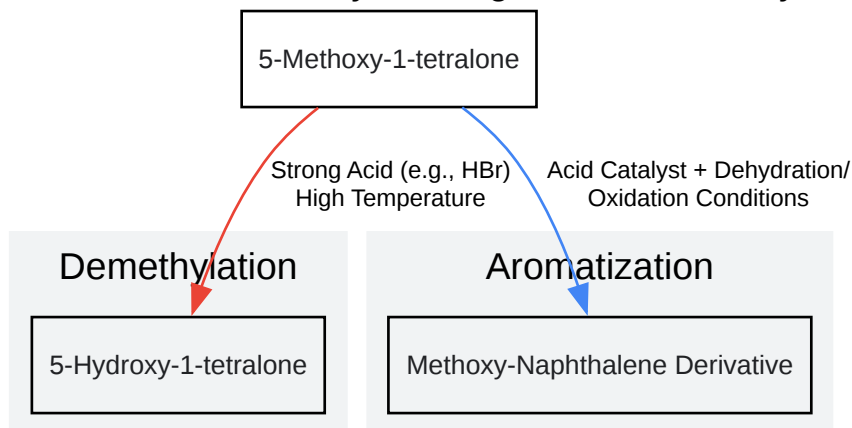 5-Methoxy-1-tetralone
Strong Acid (e.g., HBr)
High Temperature
Acid Catalyst + Dehydration/
Oxidation Conditions
Demethylation
Aromatization
5-Hydroxy-1-tetralone
Methoxy-Naphthalene Derivative